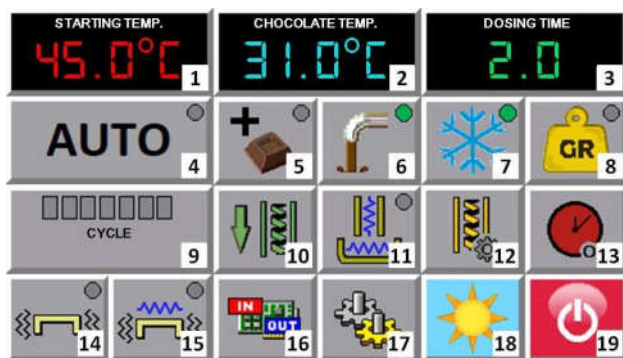 STARTING TEMP. CHOCOLATE TEMP. DOSING TIME
45.0°C 1 31.0°C 2 2.0 3
AUTO 4 + 5 6 7 GR 8
CYCLE 9 10 11 12 13
14 15 IN OUT 16 17 18 19